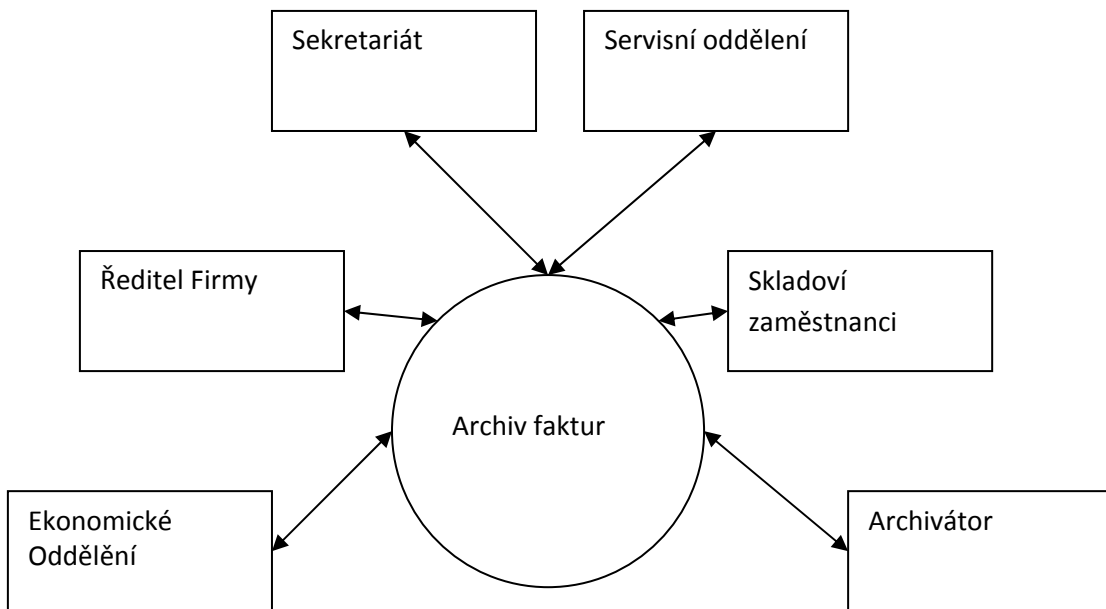 Sekretariát
Servisní oddělení
Ředitel Firmy
Skladoví
zaměstnanci
Archiv faktur
Ekonomické
Oddělění
Archivátor